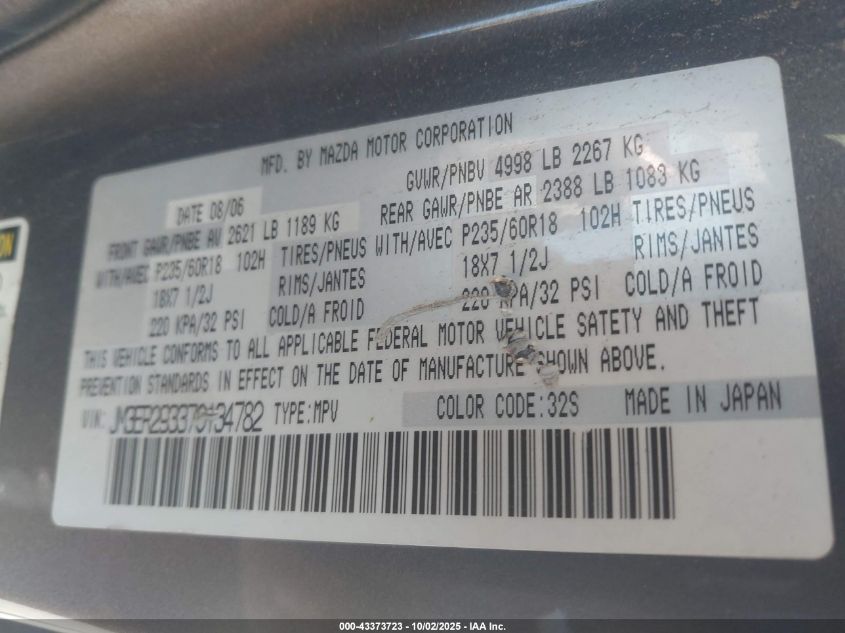 MFD. BY MAZDA MOTOR CORPORATION
DATE 08/06 GVWR/PNBV 4998 LB 2267 KG
FRONT GAWR/PNBE AV 2621 LB 1189 KG REAR GAWR/PNBE AR 2388 LB 1083 KG
WITH/AVEC P235/60R18 102H TIRES/PNEUS WITH/AVEC P235/60R18 102H TIRES/PNEUS
18X7 1/2J RIMS/JANTES 18X7 1/2J RIMS/JANTES
220 KPA/32 PSI COLD/A FROID 220 KPA/32 PSI COLD/A FROID
THIS VEHICLE CONFORMS TO ALL APPLICABLE FEDERAL MOTOR VEHICLE SATETY AND THEFT
PREVENTION STANDARDS IN EFFECT ON THE DATE OF MANUFACTURE SHOWN ABOVE.
VIN: JM3ER293370134782 TYPE:MPV COLOR CODE:32S MADE IN JAPAN
000-43373723 - 10/02/2025 - IAA Inc.